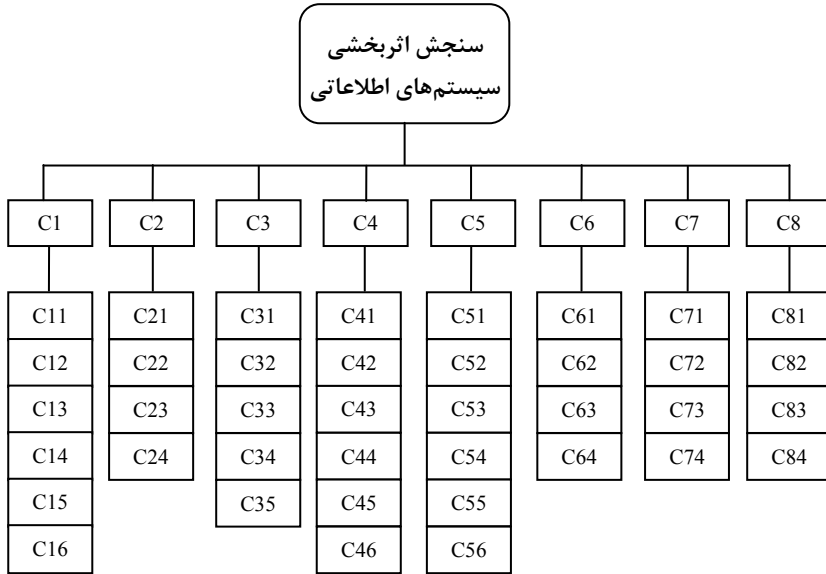 سنجش اثربخشی
سیستم‌های اطلاعاتی
C1 C2 C3 C4 C5 C6 C7 C8
C11 C21 C31 C41 C51 C61 C71 C81
C12 C22 C32 C42 C52 C62 C72 C82
C13 C23 C33 C43 C53 C63 C73 C83
C14 C24 C34 C44 C54 C64 C74 C84
C15 C35 C45 C55
C16 C46 C56